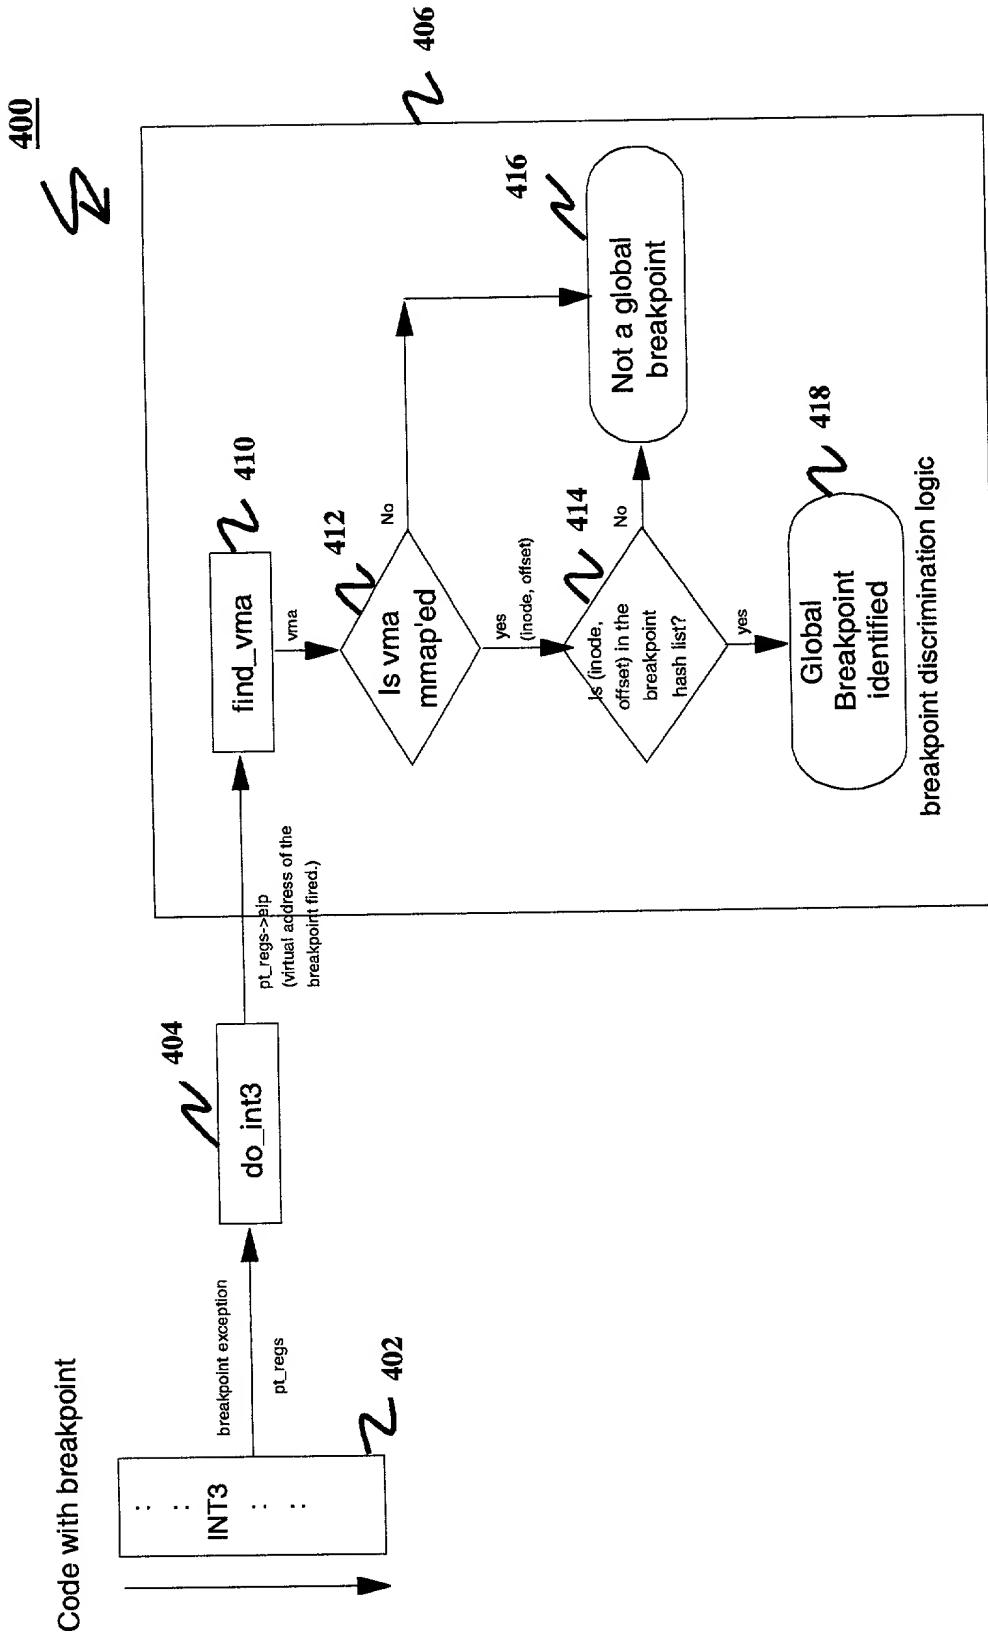 400
406
Code with breakpoint
: :
: :
INT3
: :
: :
402
breakpoint exception
pt_regs
do_int3
404
pt_regs->eip
(virtual address of the
breakpoint fired.)
find_vma
410
vma
Is vma
mmap'ed
412
No
yes
(inode, offset)
Is (inode,
offset) in the
breakpoint
hash list?
414
No
yes
Not a global
breakpoint
416
Global
Breakpoint
identified
418
breakpoint discrimination logic